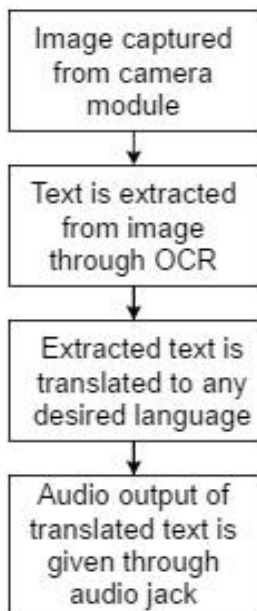 Image captured
from camera
module
Text is extracted
from image
through OCR
Extracted text is
translated to any
desired language
Audio output of
translated text is
given through
audio jack